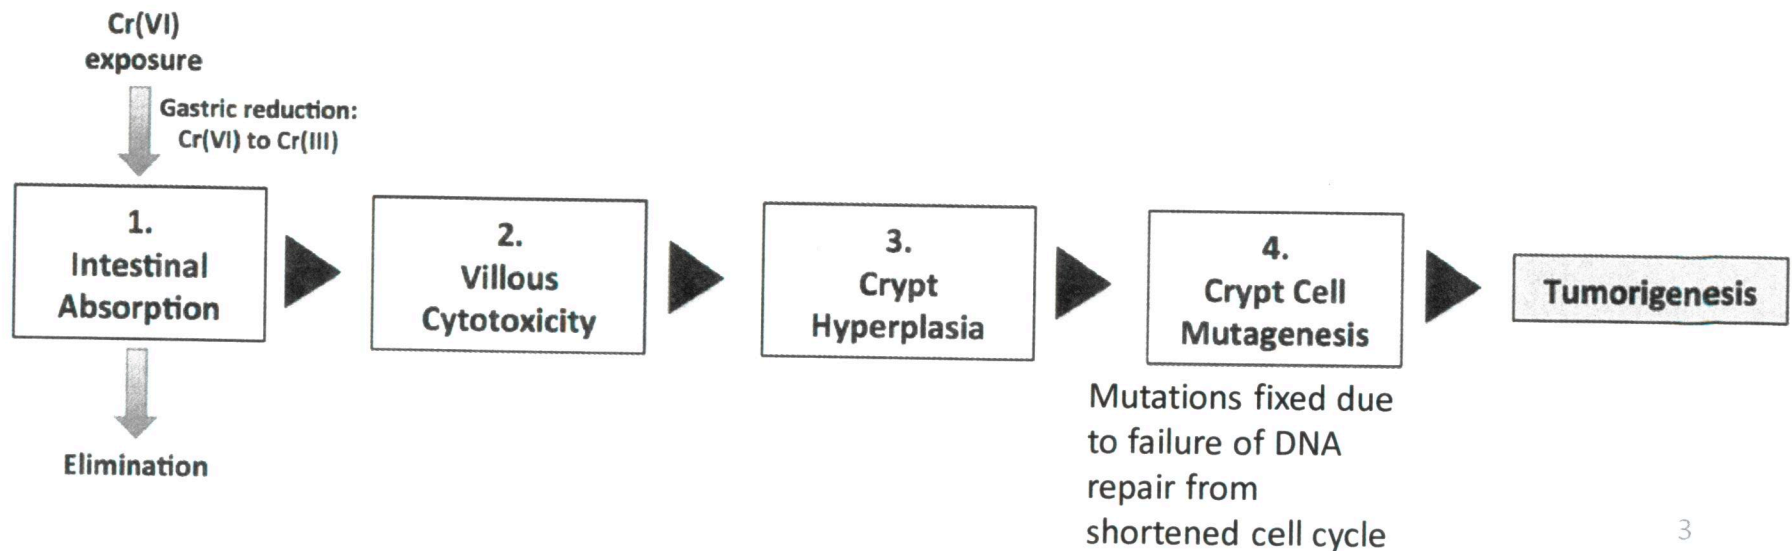 Cr(VI)
exposure
Gastric reduction:
Cr(VI) to Cr(III)
1.
Intestinal
Absorption
Elimination
2.
Villous
Cytotoxicity
3.
Crypt
Hyperplasia
4.
Crypt Cell
Mutagenesis
Mutations fixed due
to failure of DNA
repair from
shortened cell cycle
Tumorigenesis
3